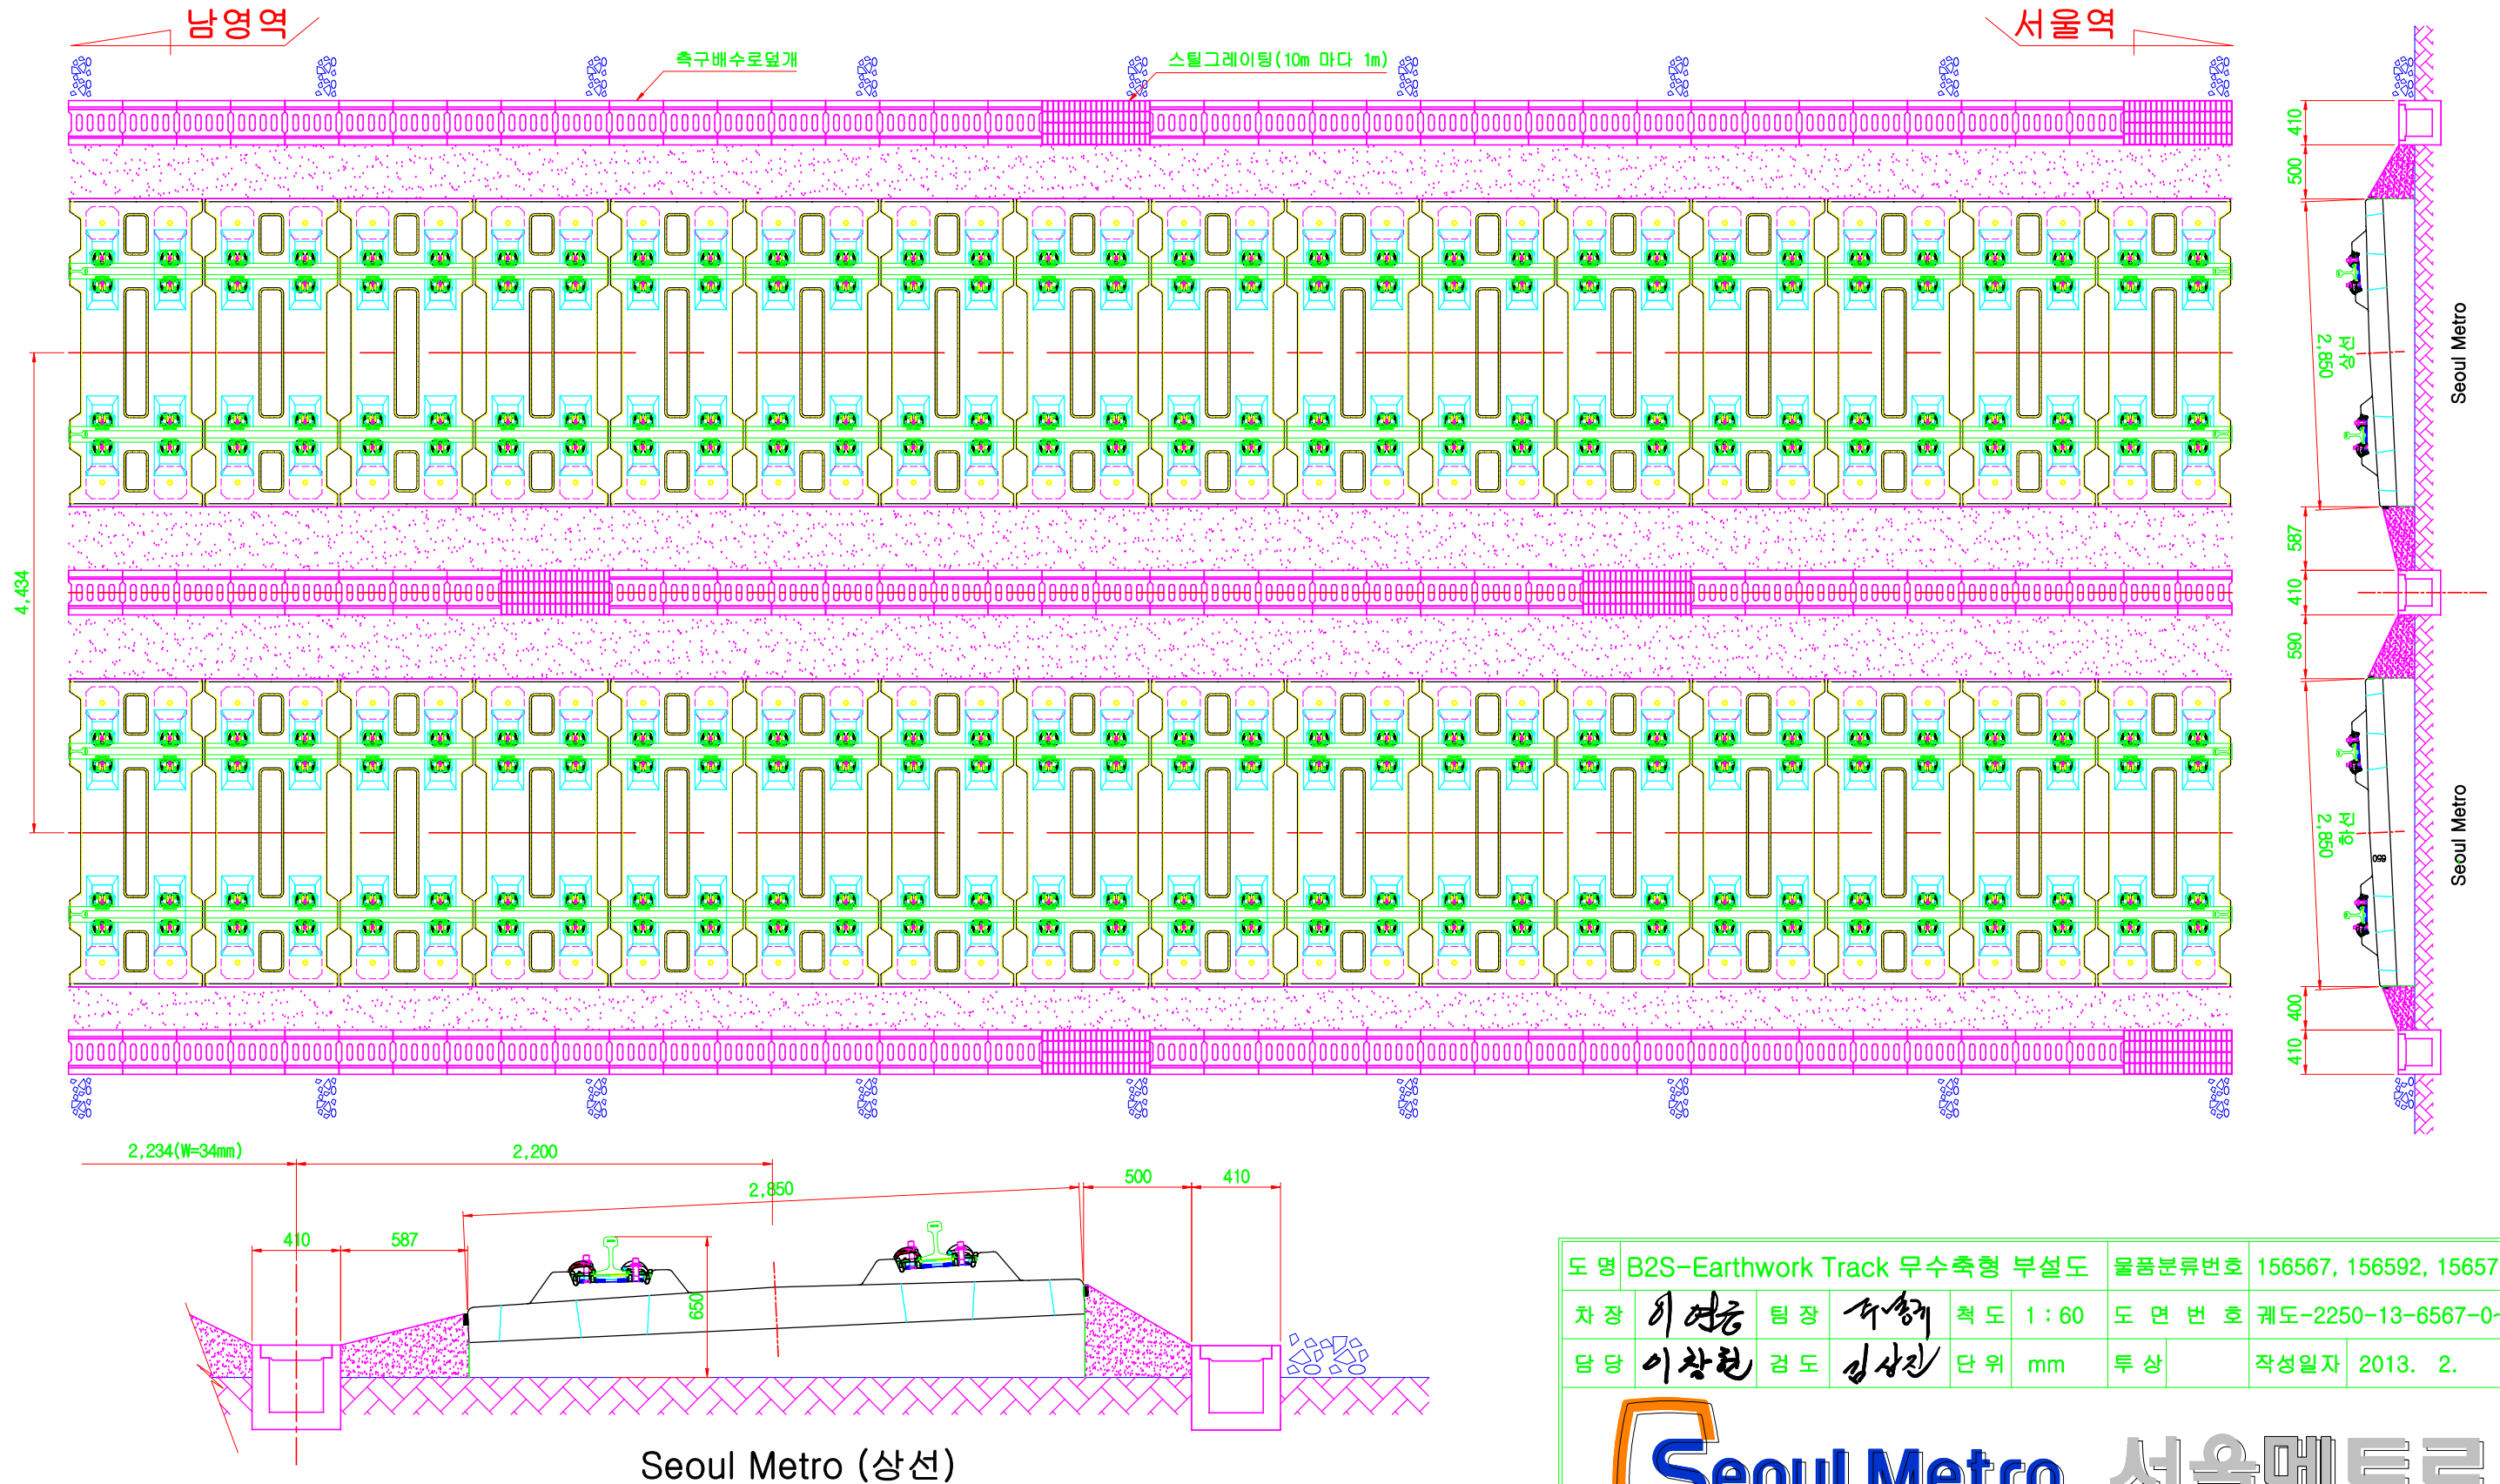 남영역
서울역
측구배수로덮개
스틸그레이팅(10m 마다 1m)
410
500
2,850
상선
Seoul Metro
587
410
590
4,434
2,850
하선
650
Seoul Metro
400
410
2,234(W=34mm)
2,200
2,850
500
410
410
587
650
Seoul Metro (상선)
도 명 B2S-Earthwork Track 무수축형 부설도 물품분류번호 156567, 156592, 15657
차 장 팀 장 척 도 1 : 60 도 면 번 호 궤도-2250-13-6567-0-
담 당 이창헌 검 도 김상진 단 위 mm 투 상 작성일자 2013. 2.
Seoul Metro 서울메트로